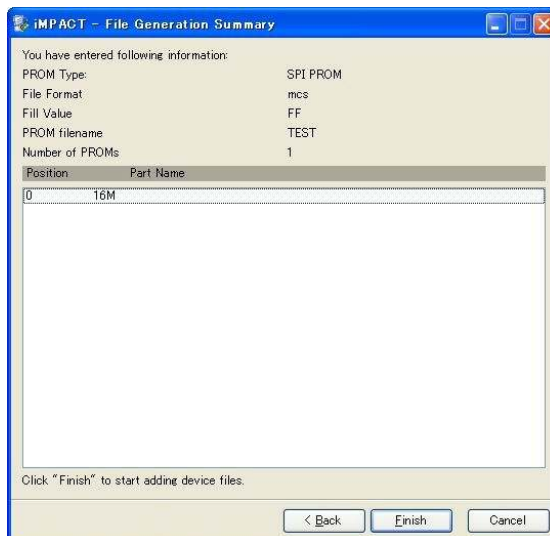 iMPACT - File Generation Summary
You have entered following information:
PROM Type: SPI PROM
File Format mcs
Fill Value FF
PROM filename TEST
Number of PROMs 1
Position Part Name
0 16M
Click "Finish" to start adding device files.
< Back Finish Cancel